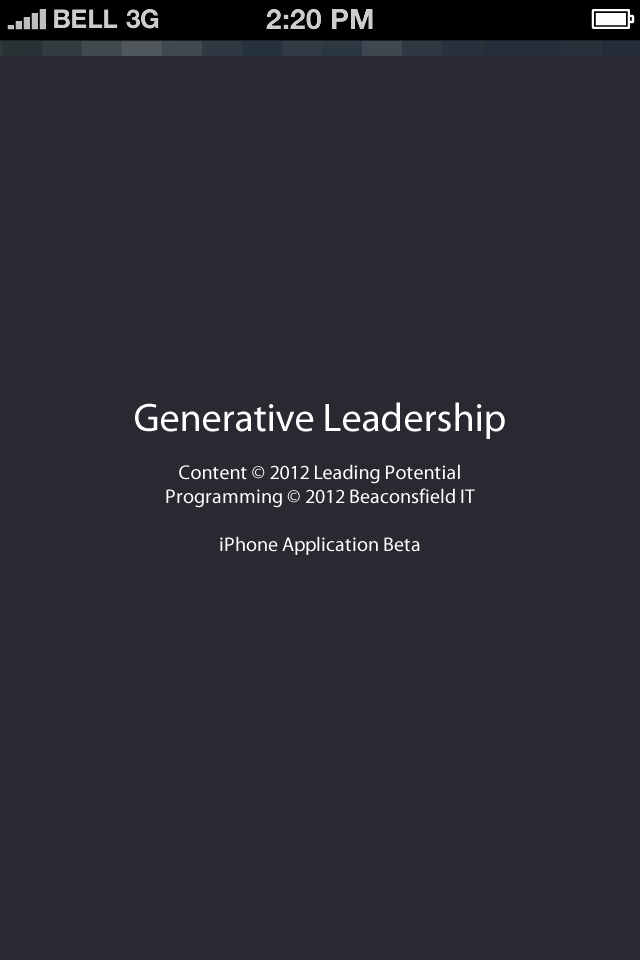 BELL 3G 2:20 PM
Generative Leadership
Content © 2012 Leading Potential
Programming © 2012 Beaconsfield IT
iPhone Application Beta